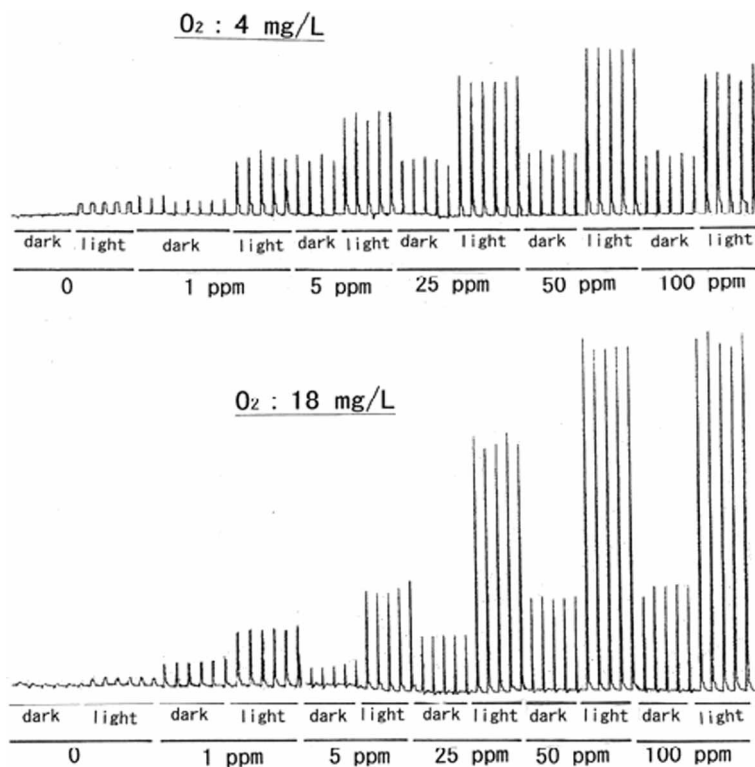 O₂ : 4 mg/L
dark light dark light dark light dark light dark light dark light
0 1 ppm 5 ppm 25 ppm 50 ppm 100 ppm
O₂ : 18 mg/L
dark light dark light dark light dark light dark light dark light
0 1 ppm 5 ppm 25 ppm 50 ppm 100 ppm